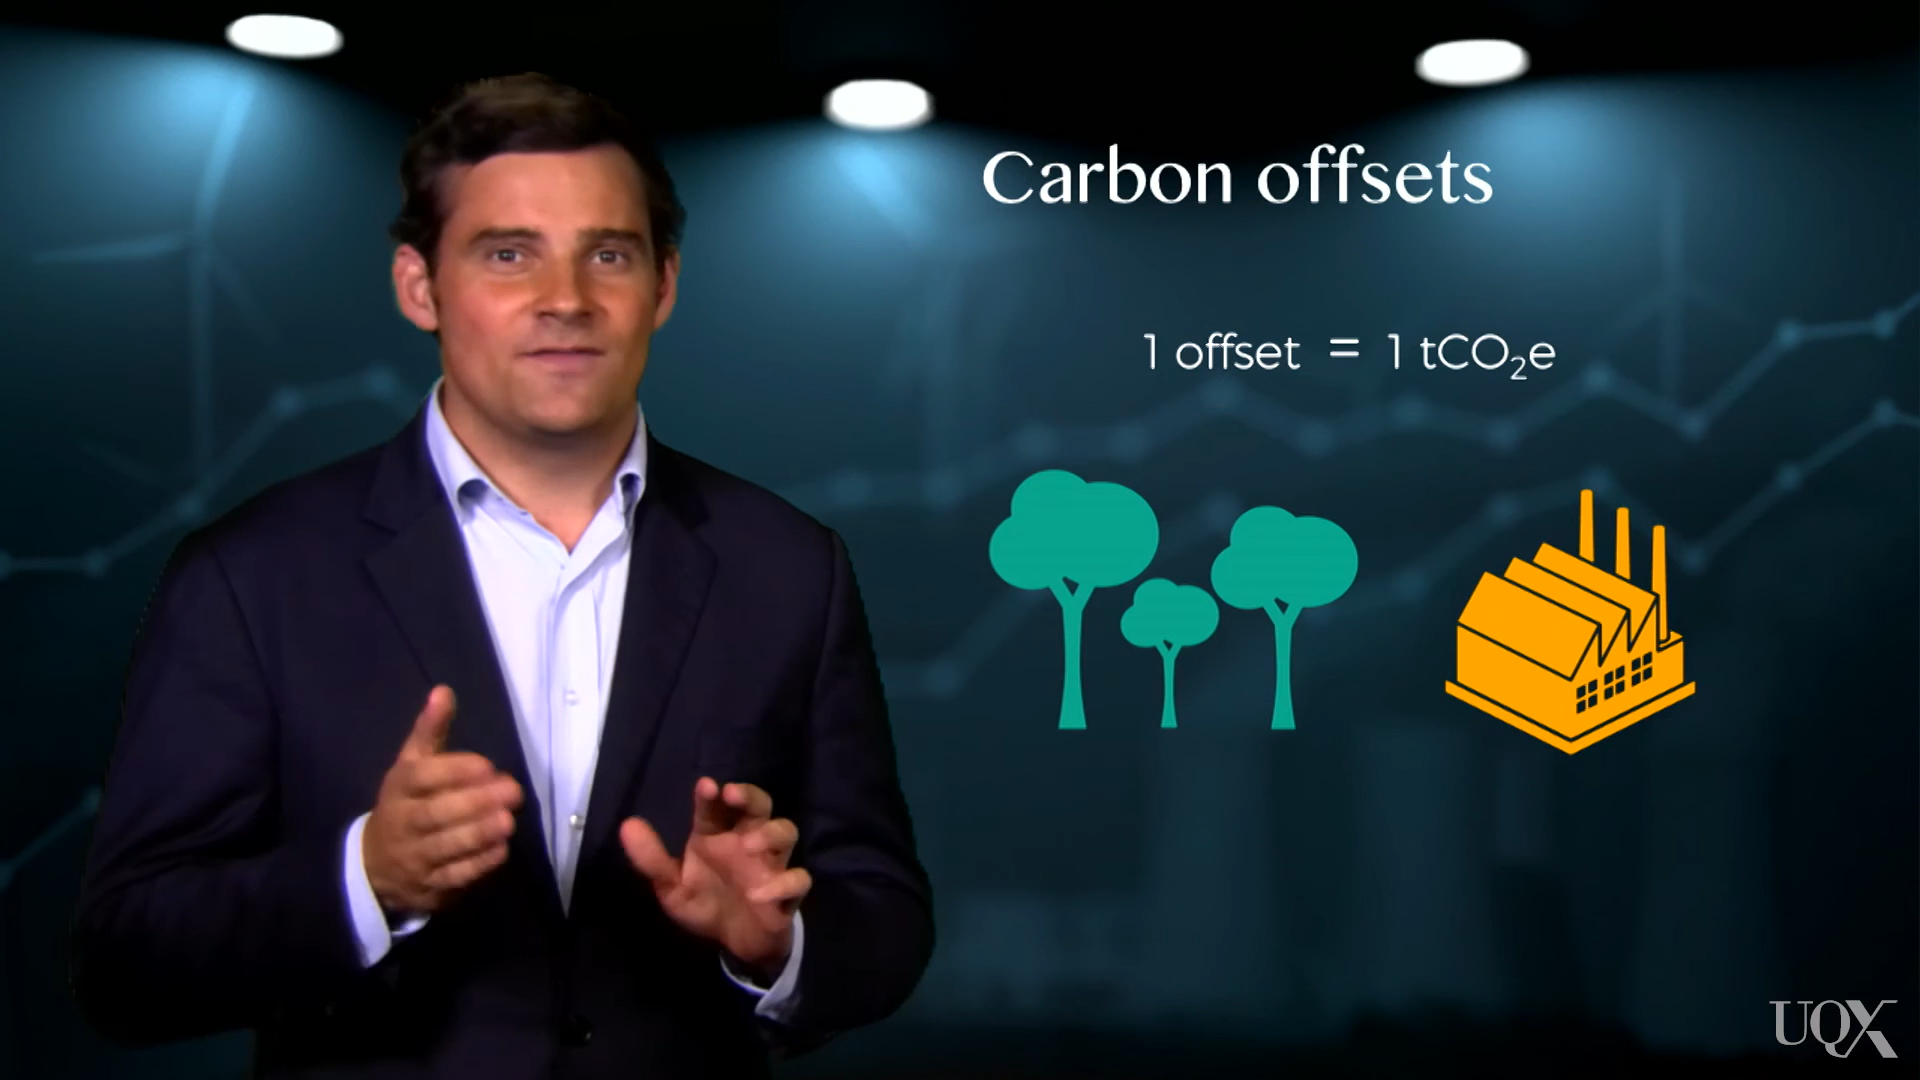 Carbon offsets
1 offset = 1 tCO₂e
UQX